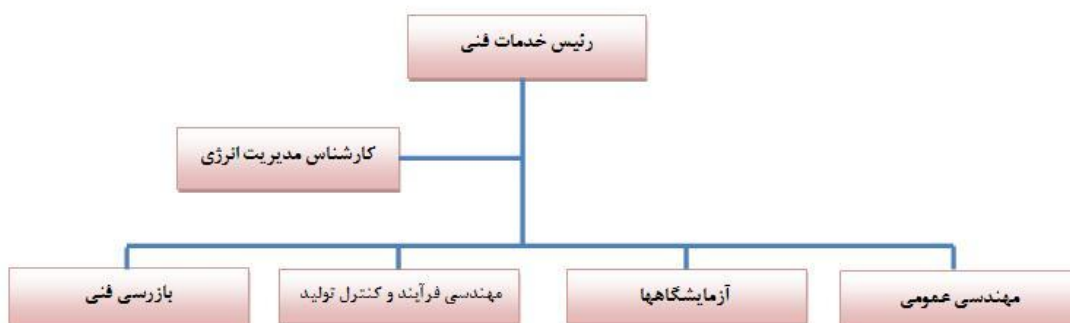 رئیس خدمات فنی
کارشناس مدیریت انرژی
مهندسی عمومی
آزمایشگاهها
مهندسی فرآیند و کنترل تولید
بازرسی فنی